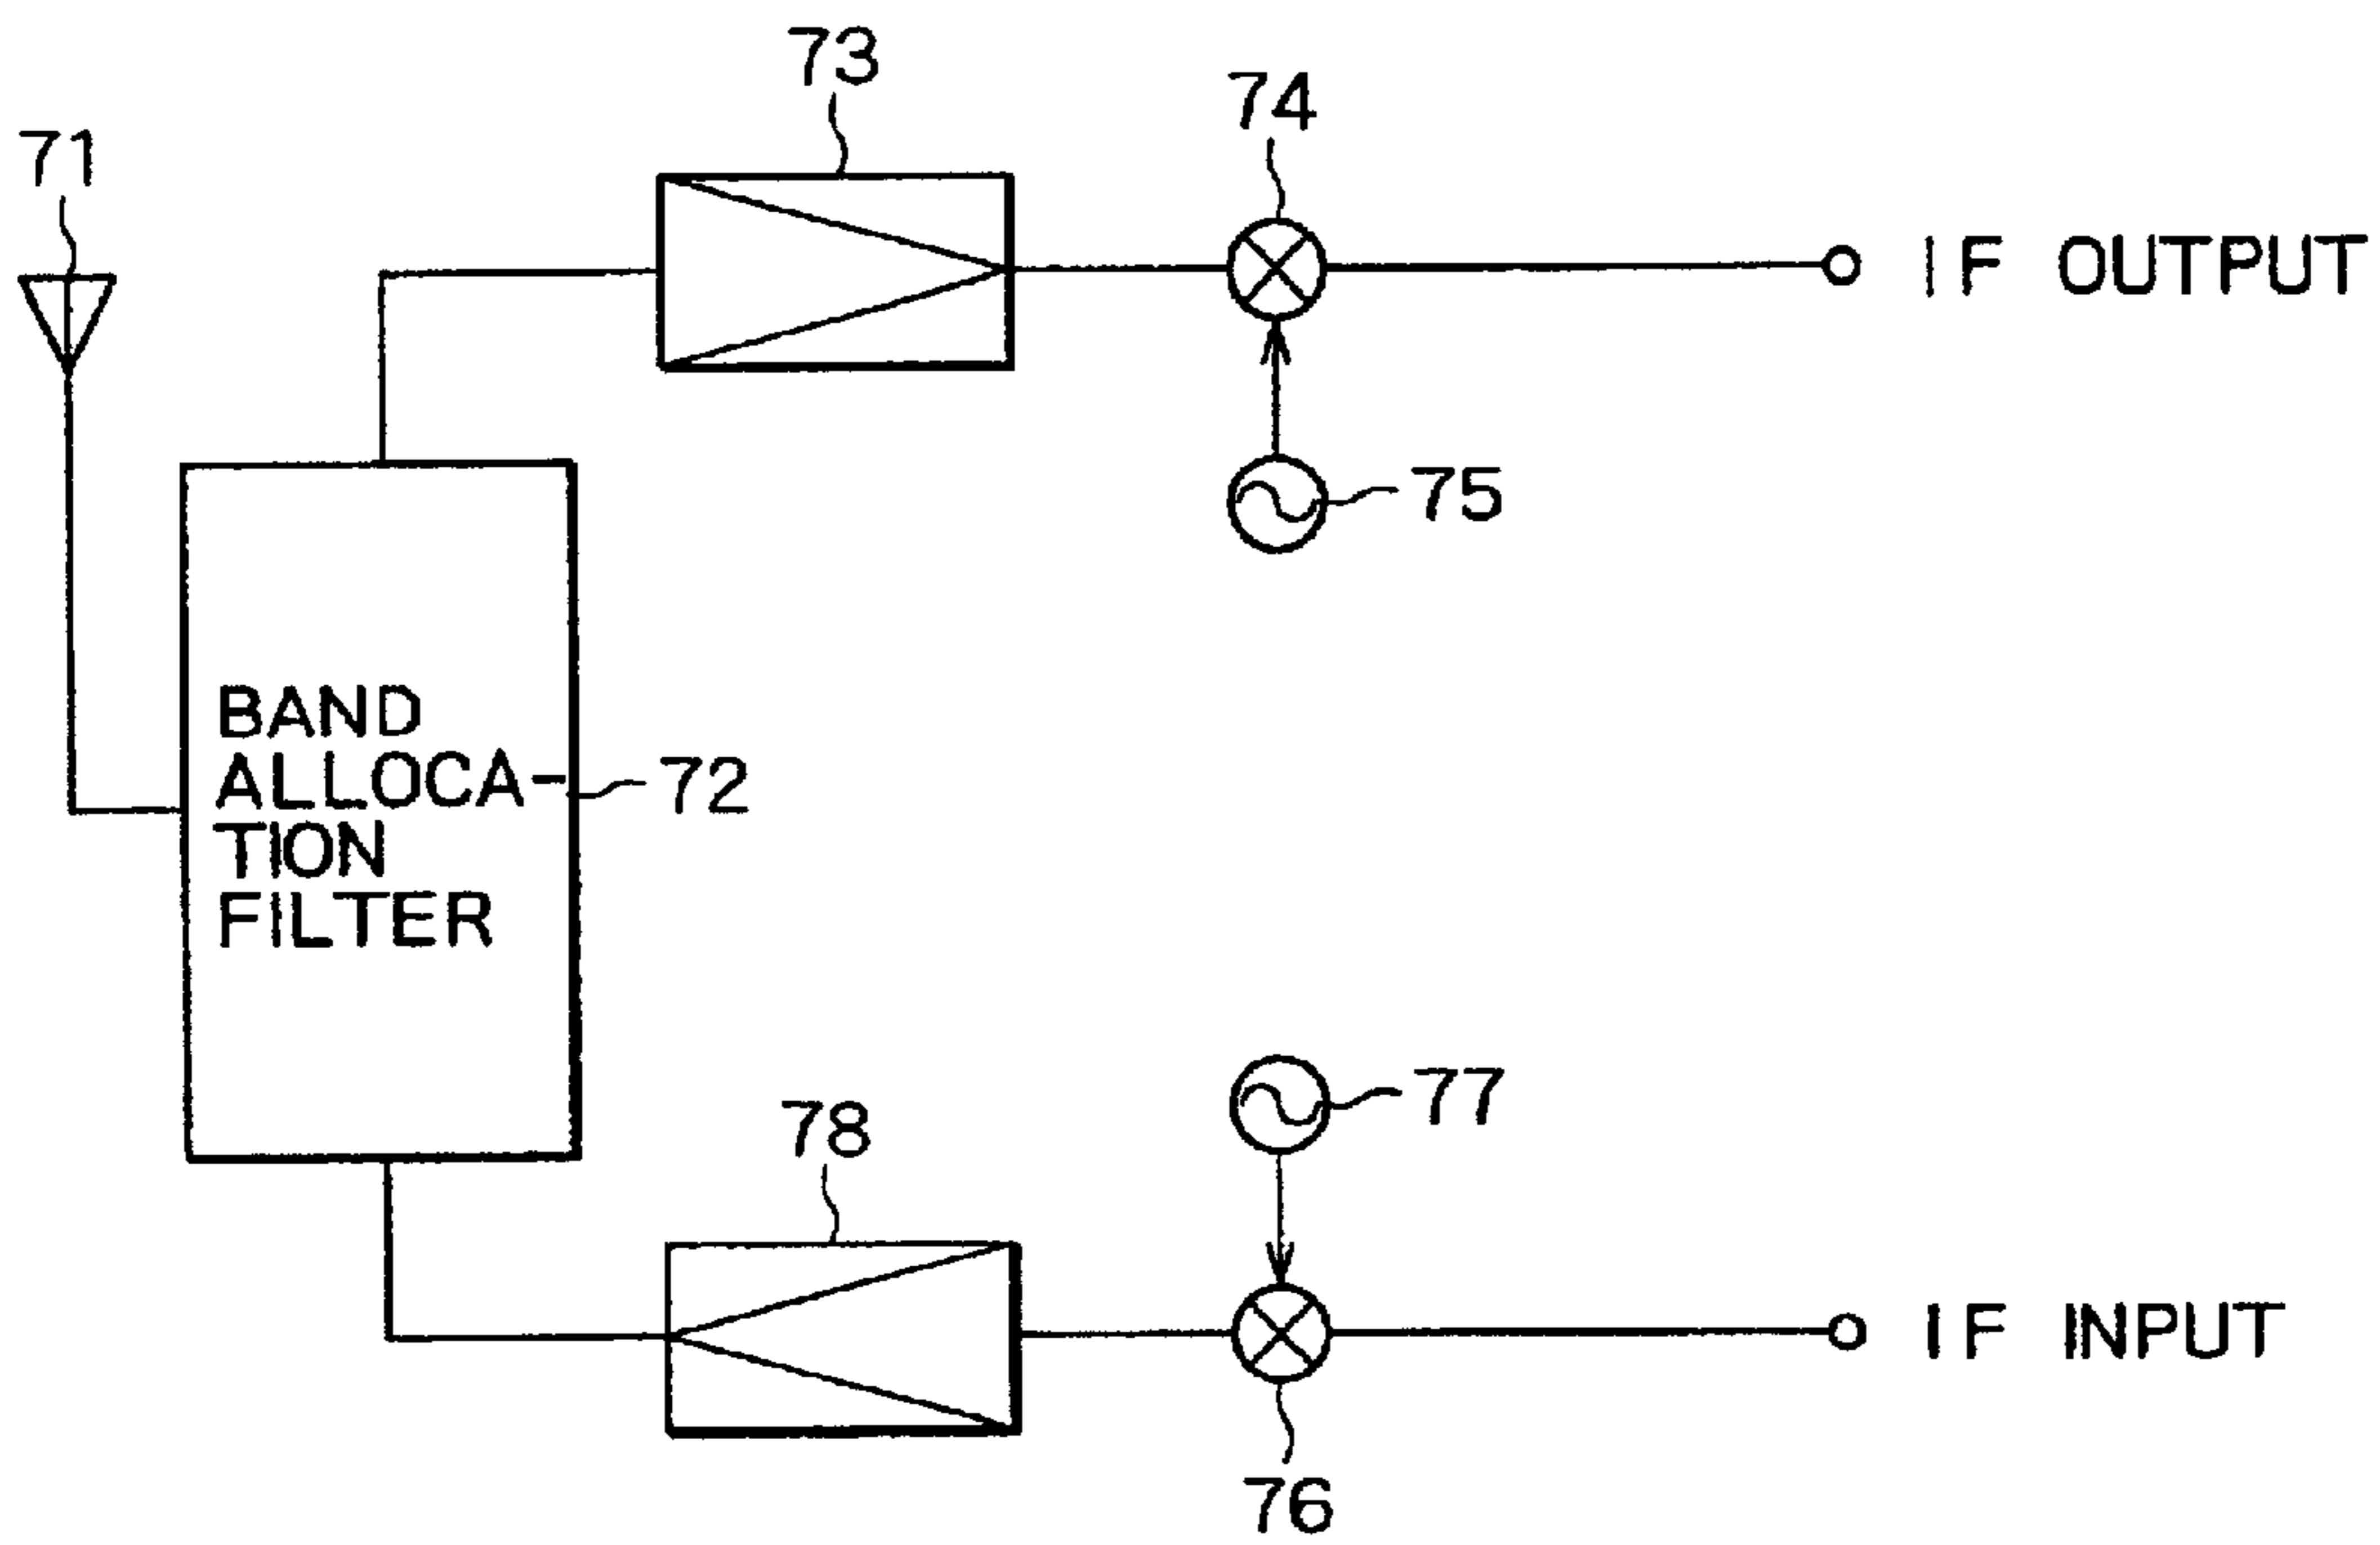 73
74
71
IF OUTPUT
75
BAND
ALLOCA-
TION
FILTER
72
77
78
IF INPUT
76